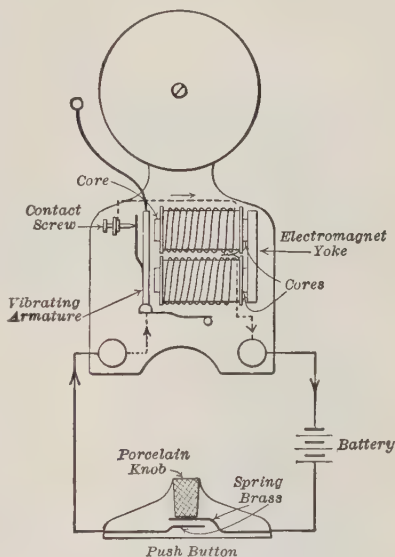 Core
Contact
Screw
Electromagnet
Yoke
Vibrating
Armature
Cores
Battery
Porcelain
Knob
Spring
Brass
Push Button